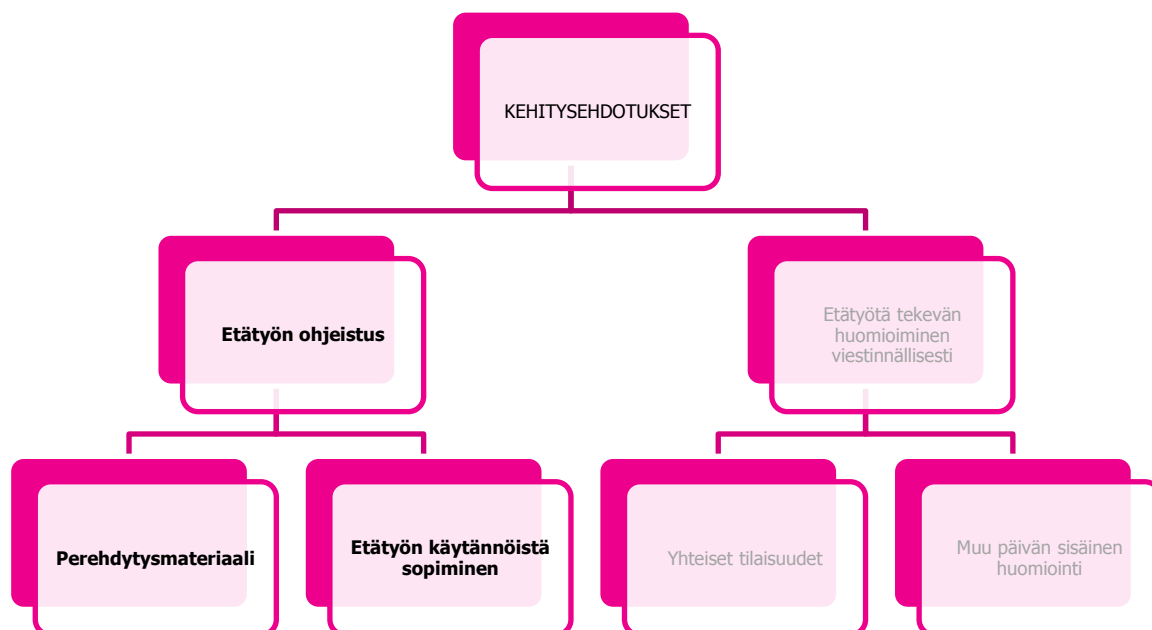 KEHITYSEHDOTUKSET
Etätyön ohjeistus
Etätyötä tekevän
huomioiminen
viestinnällisesti
Perehdytysmateriaali
Etätyön käytännöistä
sopiminen
Yhteiset tilaisuudet
Muu päivän sisäinen
huomiointi